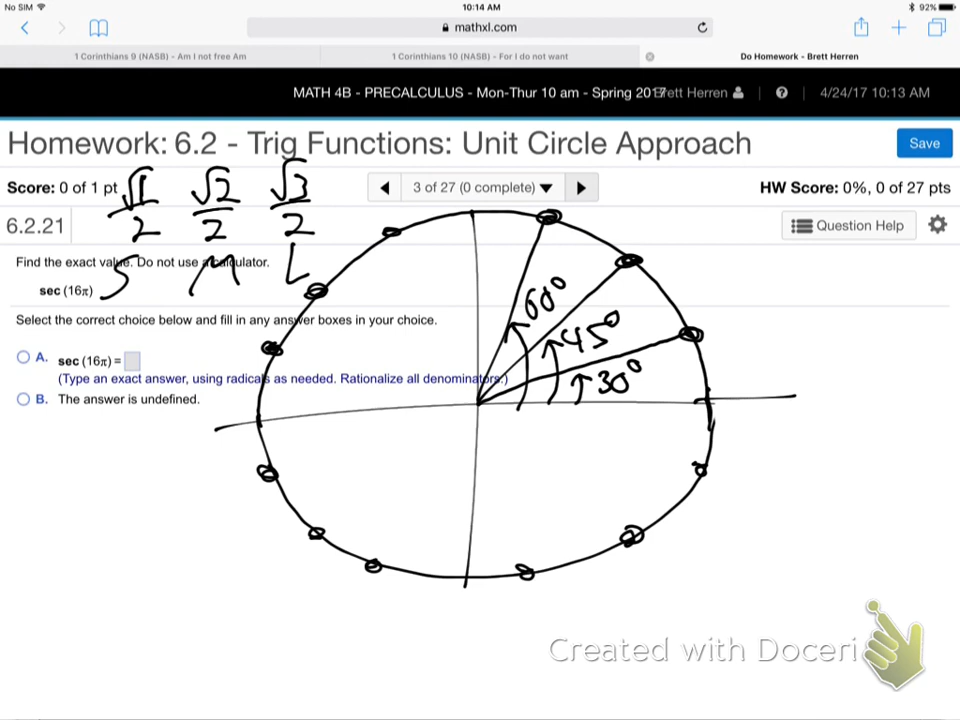 No SIM 10:14 AM 92%
mathxl.com
1 Corinthians 9 (NASB) - Am I not free Am 1 Corinthians 10 (NASB) - For I do not want Do Homework - Brett Herren
MATH 4B - PRECALCULUS - Mon-Thur 10 am - Spring 2017 Brett Herren | ? | 4/24/17 10:13 AM
Homework: 6.2 - Trig Functions: Unit Circle Approach Save
Score: 0 of 1 pt 3 of 27 (0 complete) HW Score: 0%, 0 of 27 pts
√1/2 √2/2 √3/2
6.2.21 Question Help
S M L
Find the exact value. Do not use a calculator.
sec (16π)
Select the correct choice below and fill in any answer boxes in your choice.
60°
45°
30°
A. sec (16π) =
(Type an exact answer, using radicals as needed. Rationalize all denominators.)
B. The answer is undefined.
Created with Doceri